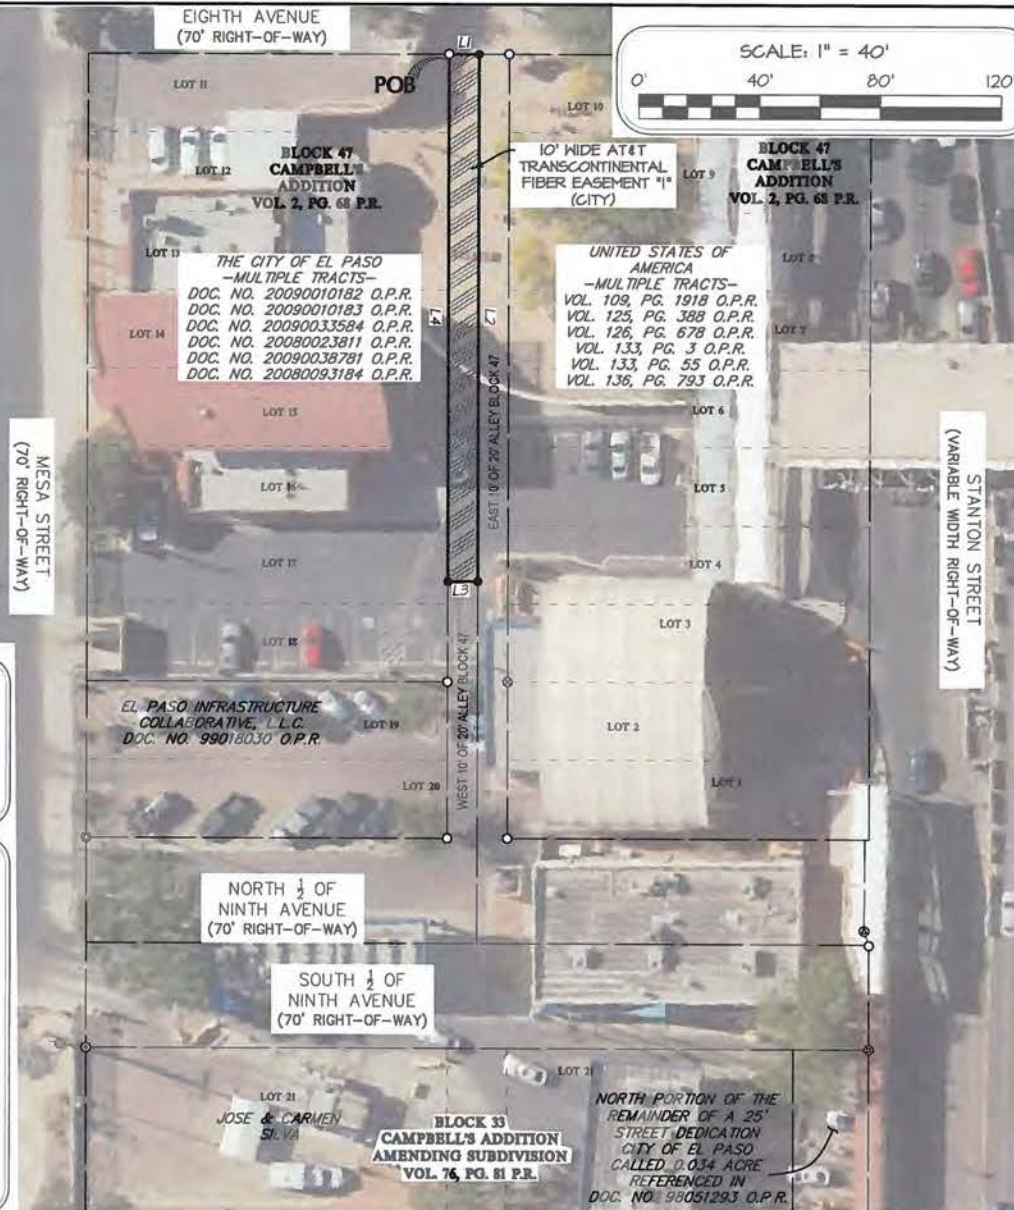 EIGHTH AVENUE
(70' RIGHT-OF-WAY)
L1
SCALE: 1" = 40'
0' 40' 80' 120'
POB
LOT 11
LOT 10
10' WIDE AT&T
TRANSCONTINENTAL
FIBER EASEMENT "1"
(CITY)
BLOCK 47
CAMPBELL'S
ADDITION
VOL. 2, PG. 68 P.R.
LOT 12
LOT 9
BLOCK 47
CAMPBELL'S
ADDITION
VOL. 2, PG. 68 P.R.
LOT 13
THE CITY OF EL PASO
-MULTIPLE TRACTS-
DOC. NO. 20090010182 O.P.R.
DOC. NO. 20090010183 O.P.R.
DOC. NO. 20090033584 O.P.R.
DOC. NO. 20080023811 O.P.R.
DOC. NO. 20090038781 O.P.R.
DOC. NO. 20080093184 O.P.R.
UNITED STATES OF
AMERICA
-MULTIPLE TRACTS-
VOL. 109, PG. 1918 O.P.R.
VOL. 125, PG. 388 O.P.R.
VOL. 126, PG. 678 O.P.R.
VOL. 133, PG. 3 O.P.R.
VOL. 133, PG. 55 O.P.R.
VOL. 136, PG. 793 O.P.R.
LOT 14
L4
L2
LOT 7
LOT 15
LOT 6
EAST 10' OF 20' ALLEY BLOCK 47
MESA STREET
(70' RIGHT-OF-WAY)
LOT 16
LOT 5
STANTON STREET
(VARIABLE WIDTH RIGHT-OF-WAY)
LOT 17
L3
LOT 4
LOT 18
LOT 3
WEST 10' OF 20' ALLEY BLOCK 47
EL PASO INFRASTRUCTURE
COLLABORATIVE, L.L.C.
DOC. NO. 99018030 O.P.R.
LOT 19
LOT 2
LOT 20
LOT 1
NORTH ½ OF
NINTH AVENUE
(70' RIGHT-OF-WAY)
SOUTH ½ OF
NINTH AVENUE
(70' RIGHT-OF-WAY)
LOT 21
LOT 21
JOSE & CARMEN
SILVA
BLOCK 33
CAMPBELL'S ADDITION
AMENDING SUBDIVISION
VOL. 76, PG. 81 P.R.
NORTH PORTION OF THE
REMAINDER OF A 25'
STREET DEDICATION
CITY OF EL PASO
CALLED 0.034 ACRE
REFERENCED IN
DOC. NO 98051293 O.P.R.